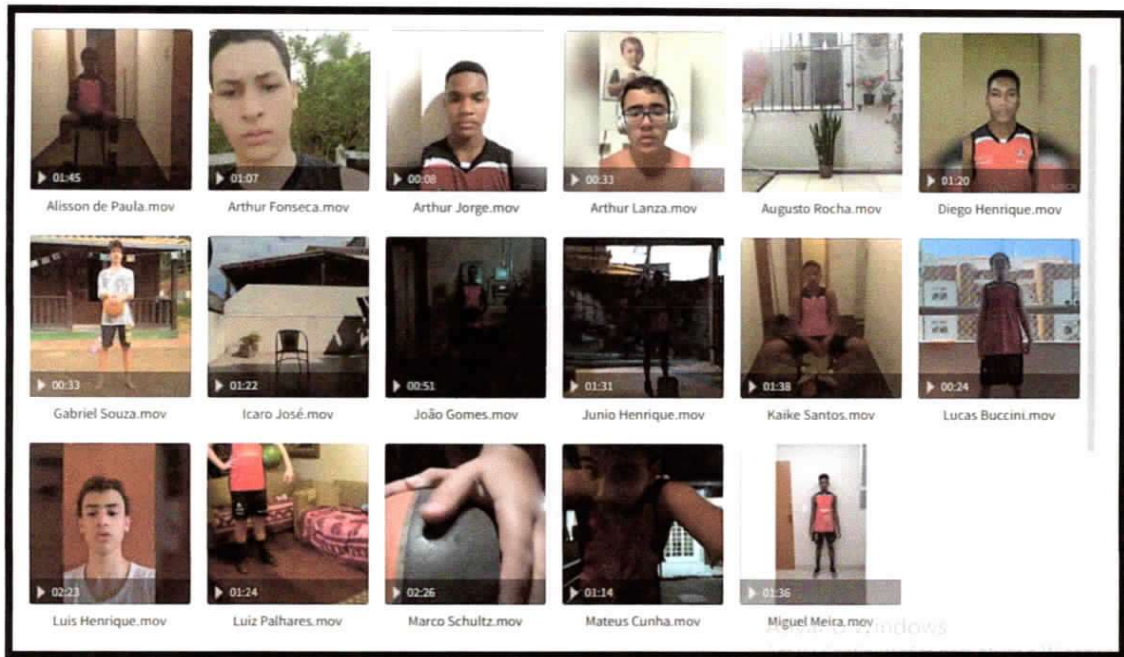 01:45 01:07 00:08 00:33 01:20
Alisson de Paula.mov Arthur Fonseca.mov Arthur Jorge.mov Arthur Lanza.mov Augusto Rocha.mov Diego Henrique.mov
00:33 01:22 00:51 01:31 01:38 00:24
Gabriel Souza.mov Icaro José.mov João Gomes.mov Junio Henrique.mov Kaike Santos.mov Lucas Buccini.mov
02:23 01:24 02:26 01:14 01:36
Luis Henrique.mov Luiz Palhares.mov Marco Schultz.mov Mateus Cunha.mov Miguel Meira.mov
Windows